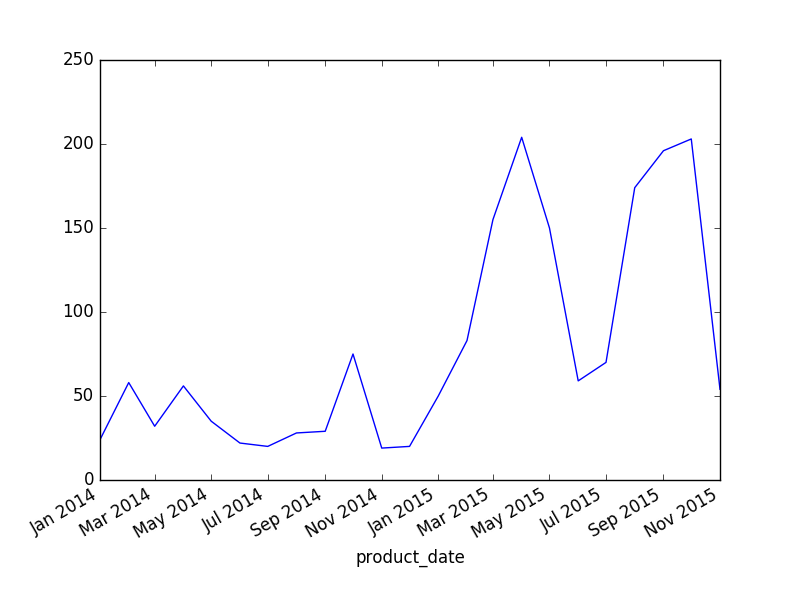 250
200
150
100
50
0
Jan 2014
Mar 2014
May 2014
Jul 2014
Sep 2014
Nov 2014
Jan 2015
Mar 2015
May 2015
Jul 2015
Sep 2015
Nov 2015
product_date